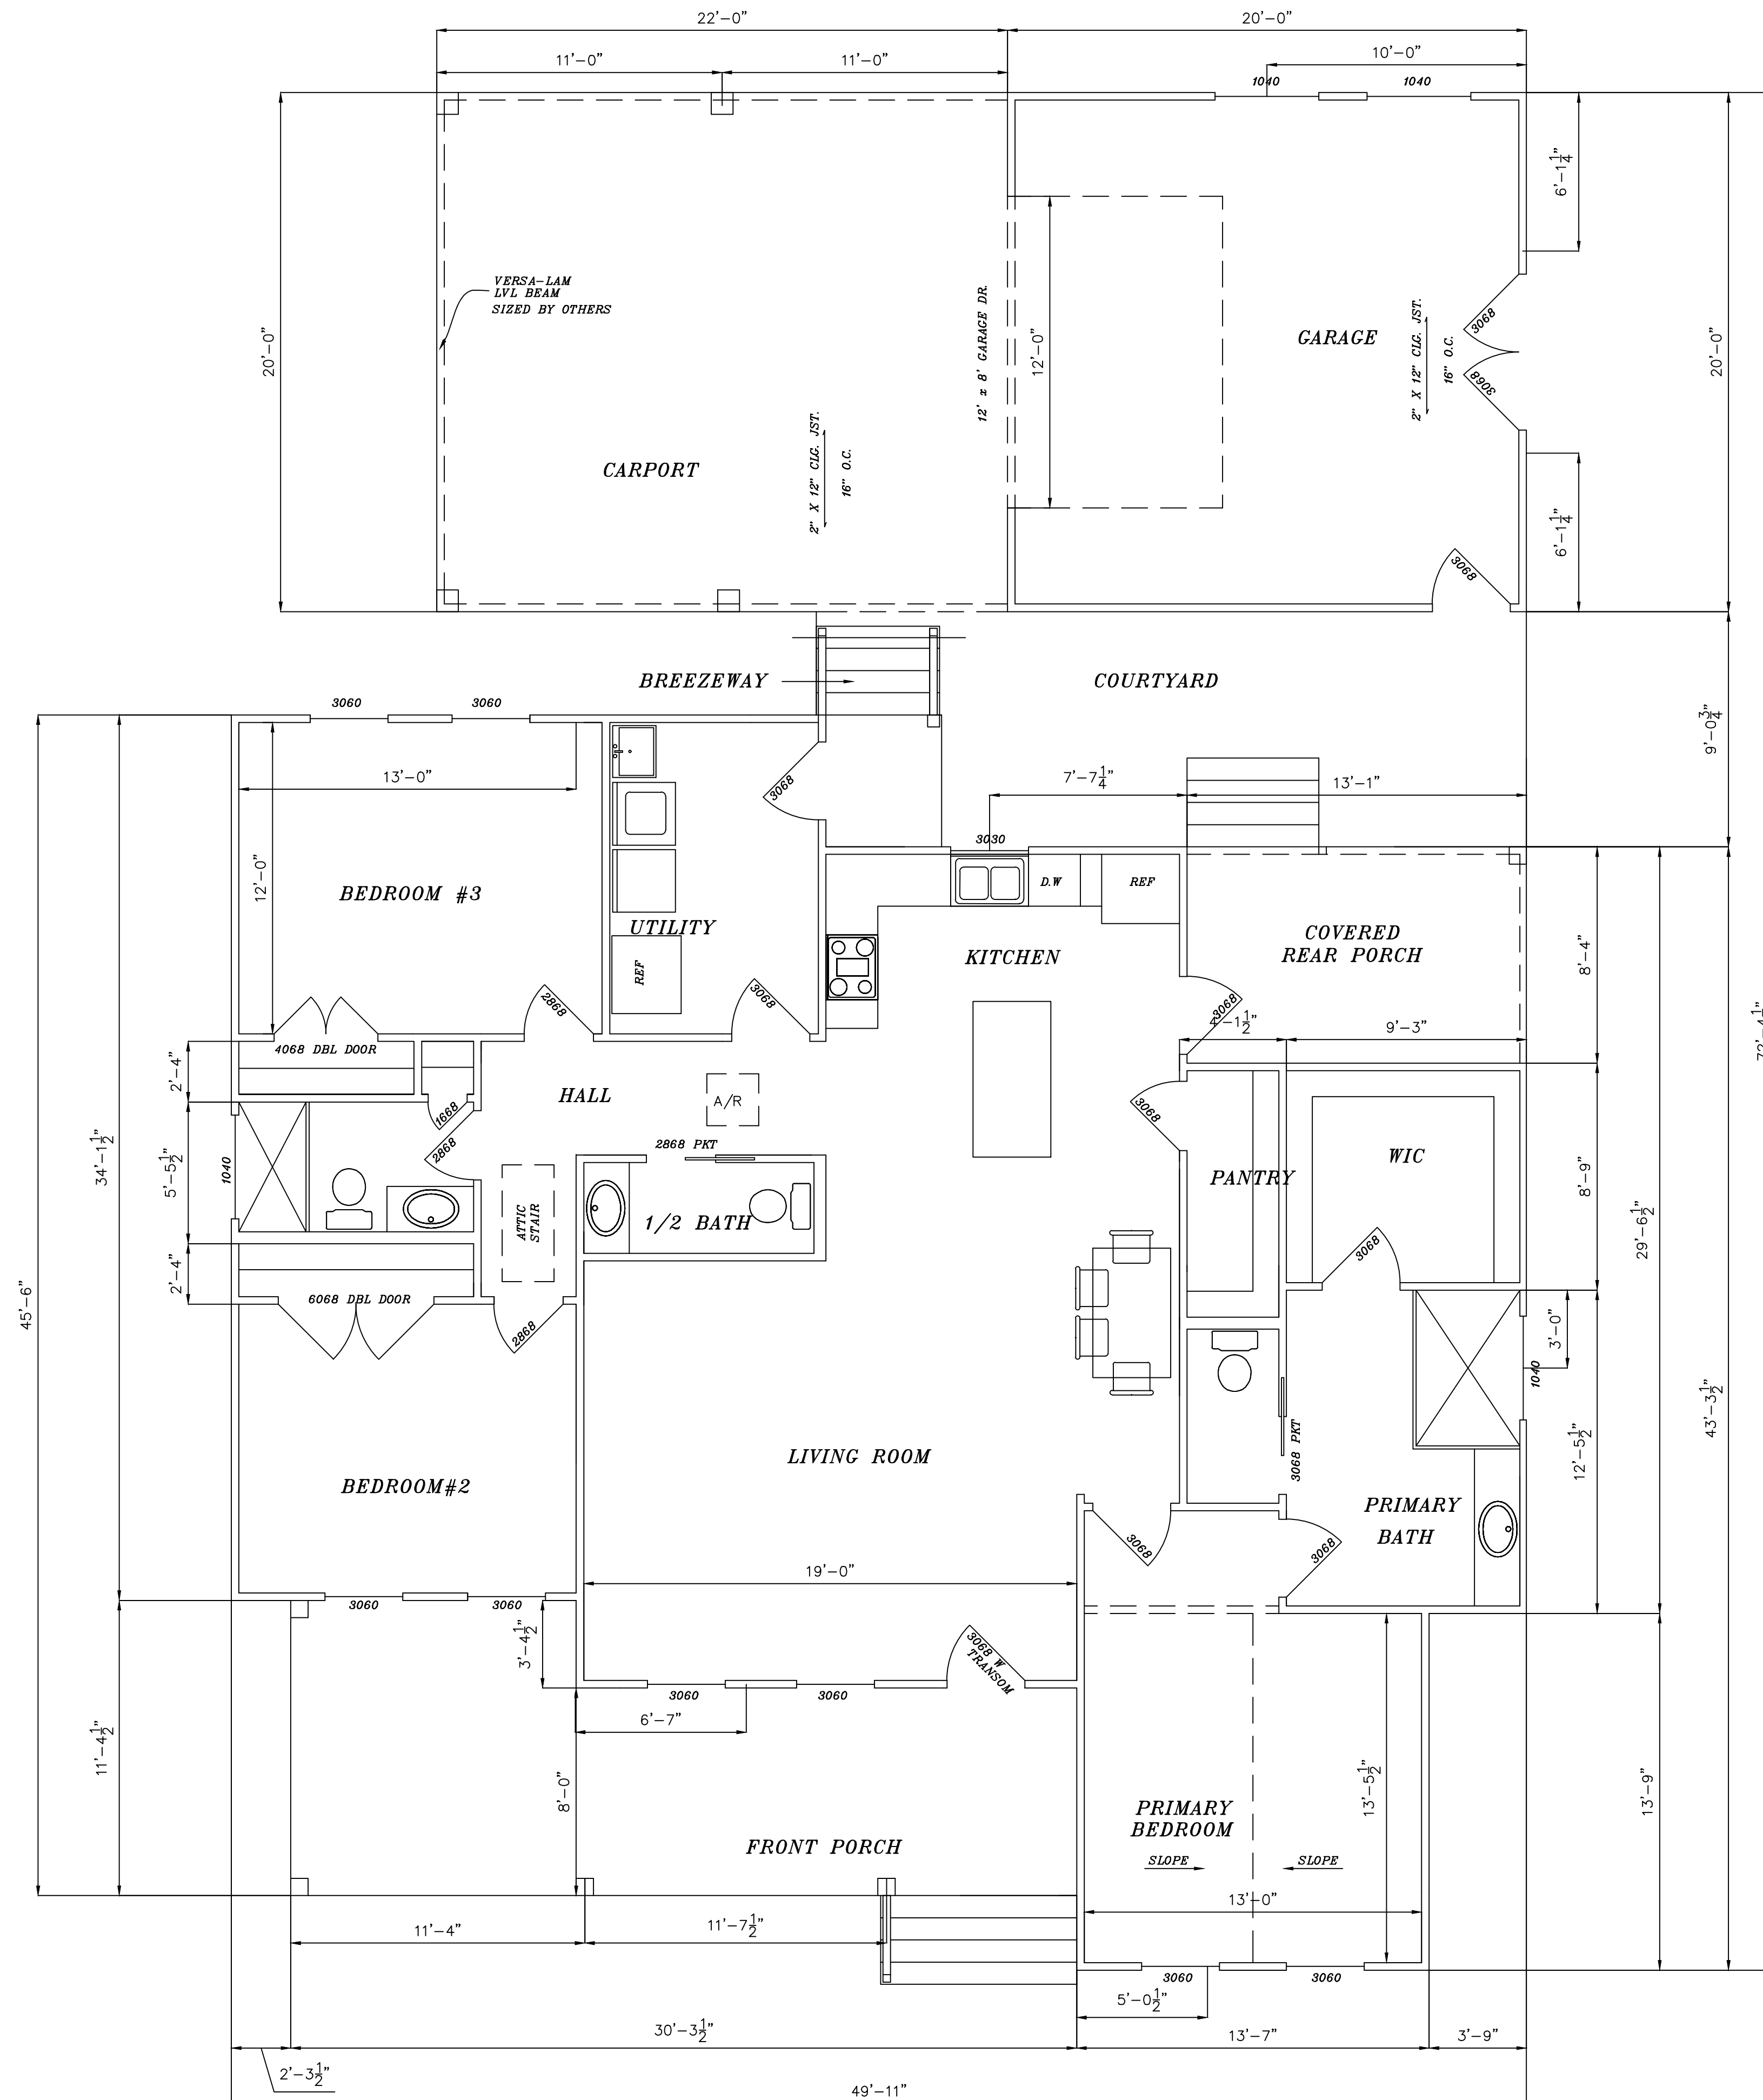 22'-0"
20'-0"
11'-0"
11'-0"
10'-0"
1040
1040
6'-1 1/4"
VERSA-LAM
LVL BEAM
SIZED BY OTHERS
20'-0"
12' x 8' GARAGE DR.
12'-0"
GARAGE
2" X 12" CLG. JST.
16" O.C.
3068
3068
20'-0"
CARPORT
2" X 12" CLG. JST.
16" O.C.
6'-1 1/4"
3068
BREEZEWAY
COURTYARD
9'-0 3/4"
3060
3060
13'-0"
3068
7'-7 1/4"
13'-1"
3030
12'-0"
BEDROOM #3
UTILITY
REF
D.W
REF
KITCHEN
COVERED
REAR PORCH
8'-4"
2868
3068
3068
4'-1 1/2"
9'-3"
4068 DBL DOOR
2'-4"
HALL
A/R
1668
2868
2868 PKT
3068
34'-1 1/2"
5'-5 1/2"
1040
ATTIC
STAIR
1/2 BATH
PANTRY
WIC
8'-9"
29'-6 1/2"
72'-4 1/2"
3068
2'-4"
6068 DBL DOOR
2868
45'-6"
3'-0"
1040
43'-3 1/2"
12'-5 1/2"
3068 PKT
LIVING ROOM
BEDROOM#2
PRIMARY
BATH
3068
3068
19'-0"
3060
3060
3'-4 1/2"
3068 W
TRANSOM
3060
3060
6'-7"
11'-4 1/2"
8'-0"
13'-5 1/2"
13'-9"
PRIMARY
BEDROOM
FRONT PORCH
SLOPE
SLOPE
13'-0"
11'-4"
11'-7 1/2"
3060
3060
5'-0 1/2"
30'-3 1/2"
13'-7"
3'-9"
2'-3 1/2"
49'-11"